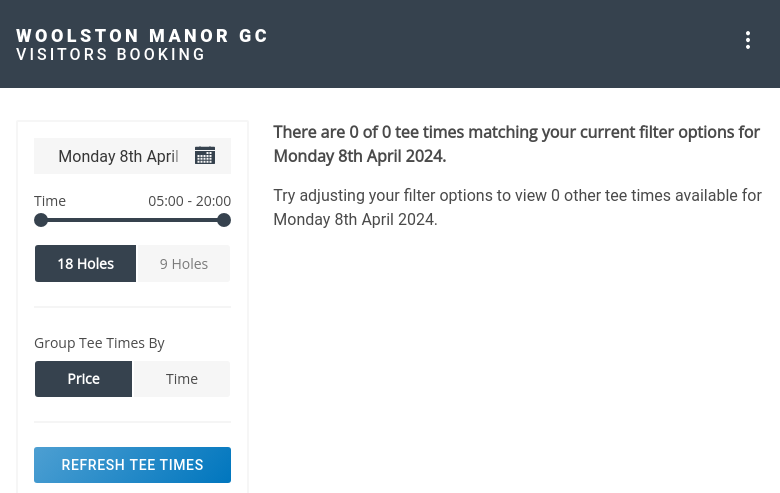 WOOLSTON MANOR GC
VISITORS BOOKING
Monday 8th April
Time 05:00 - 20:00
18 Holes 9 Holes
Group Tee Times By
Price Time
REFRESH TEE TIMES
There are 0 of 0 tee times matching your current filter options for
Monday 8th April 2024.
Try adjusting your filter options to view 0 other tee times available for
Monday 8th April 2024.